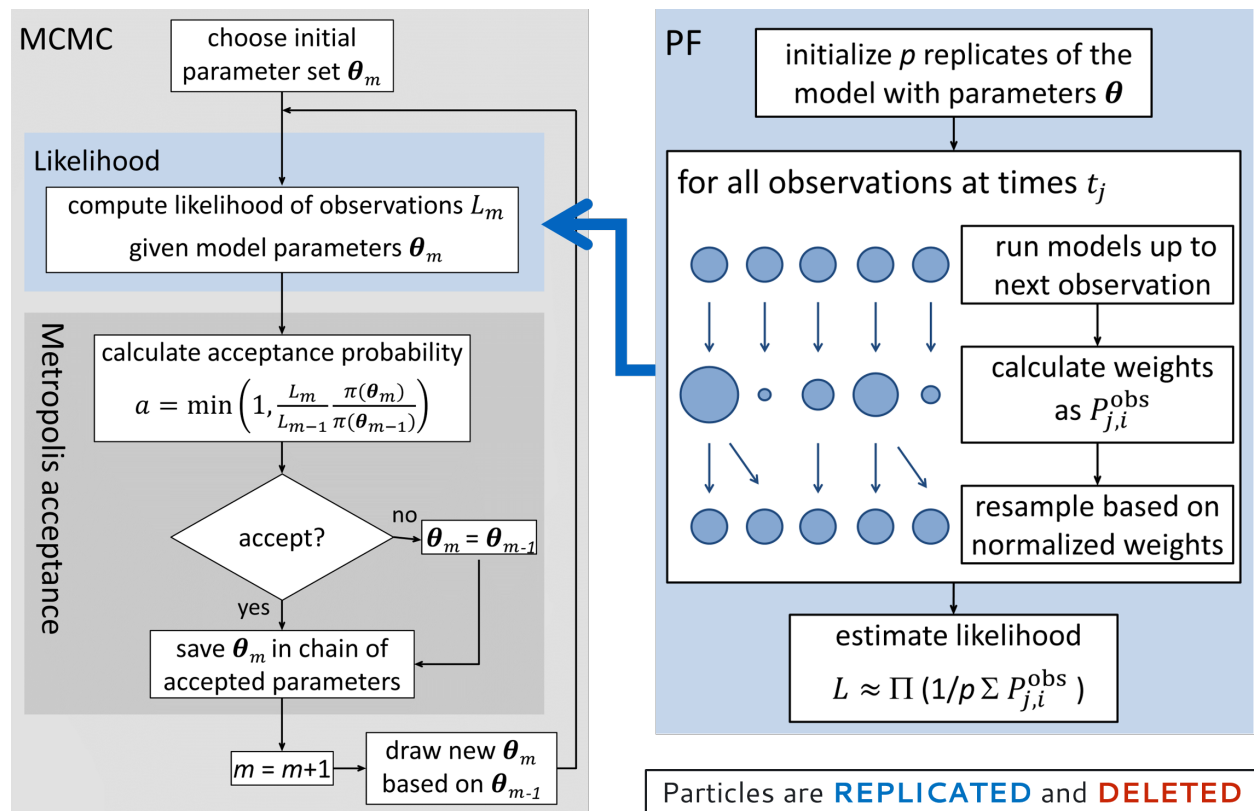 MCMC
choose initial
parameter set θₘ
Likelihood
compute likelihood of observations Lₘ
given model parameters θₘ
Metropolis acceptance
calculate acceptance probability
a = min(1, Lₘ/Lₘ₋₁ π(θₘ)/π(θₘ₋₁))
accept?
no
θₘ = θₘ₋₁
yes
save θₘ in chain of
accepted parameters
m = m+1
draw new θₘ
based on θₘ₋₁
PF
initialize p replicates of the
model with parameters θ
for all observations at times tⱼ
run models up to
next observation
calculate weights
as P_{j,i}^{obs}
resample based on
normalized weights
estimate likelihood
L ≈ Π (1/p Σ P_{j,i}^{obs} )
Particles are REPLICATED and DELETED